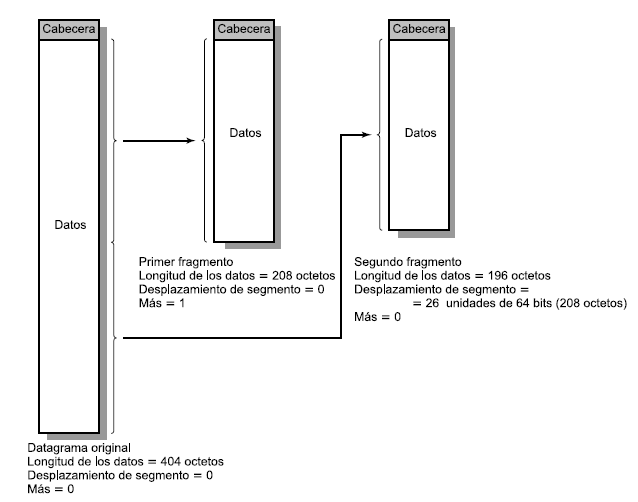 Cabecera
Datos
Datagrama original
Longitud de los datos = 404 octetos
Desplazamiento de segmento = 0
Más = 0
Cabecera
Datos
Primer fragmento
Longitud de los datos = 208 octetos
Desplazamiento de segmento = 0
Más = 1
Cabecera
Datos
Segundo fragmento
Longitud de los datos = 196 octetos
Desplazamiento de segmento =
= 26 unidades de 64 bits (208 octetos)
Más = 0